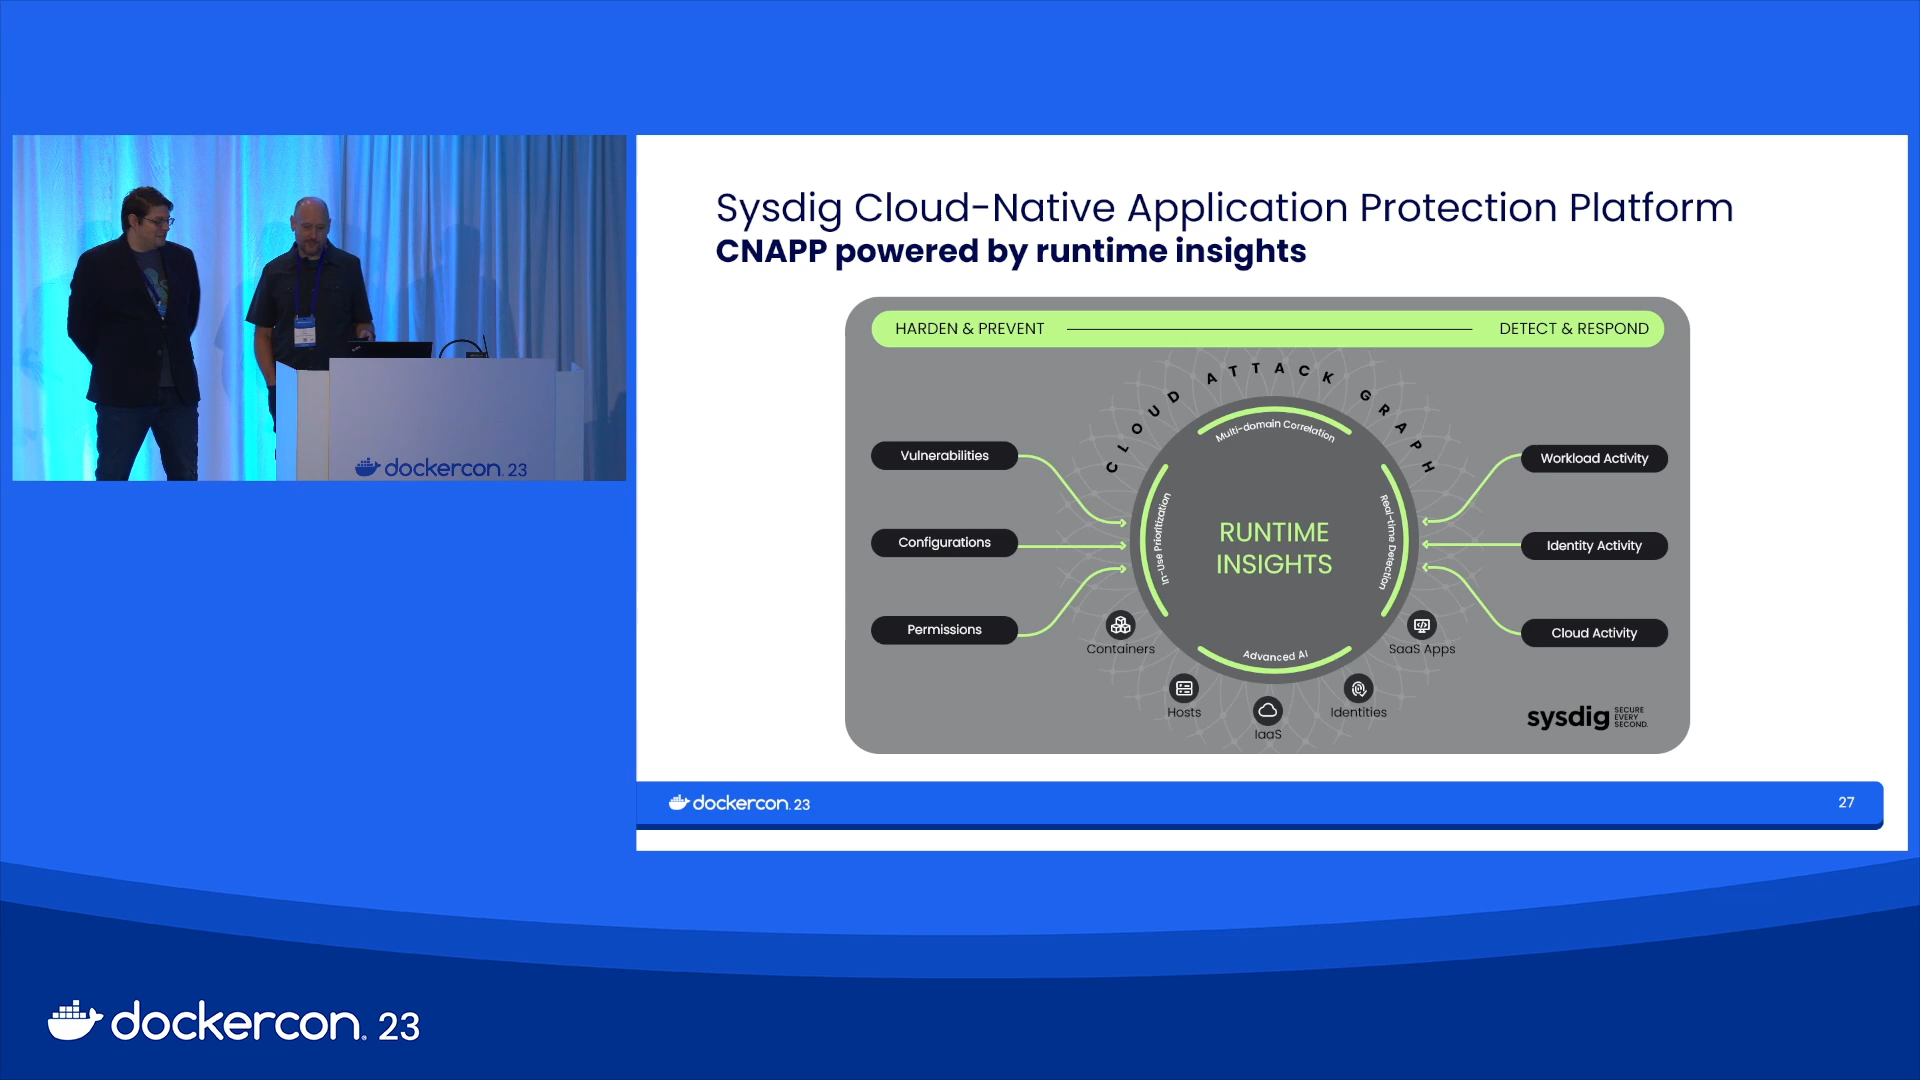 Sysdig Cloud-Native Application Protection Platform
CNAPP powered by runtime insights
HARDEN & PREVENT
DETECT & RESPOND
CLOUD ATTACK GRAPH
Multi-domain Correlation
In-Use Prioritization
Real-time Detection
Advanced AI
RUNTIME
INSIGHTS
Vulnerabilities
Configurations
Permissions
Workload Activity
Identity Activity
Cloud Activity
Containers
Hosts
IaaS
Identities
SaaS Apps
sysdig
SECURE
EVERY
SECOND.
dockercon. 23
27
dockercon. 23
dockercon. 23